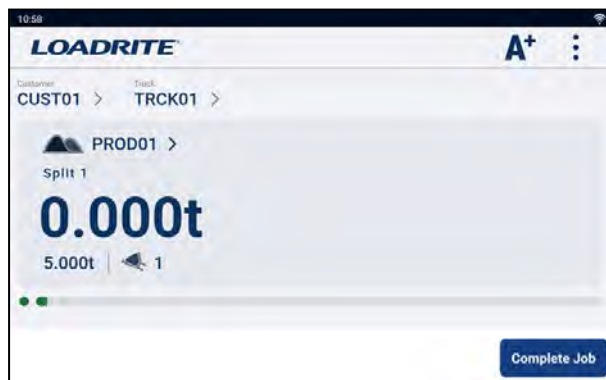 10:58
LOADRITE A+
Customer Truck
CUST01 > TRCK01 >
PROD01 >
Split 1
0.000t
5.000t | 1
Complete Job